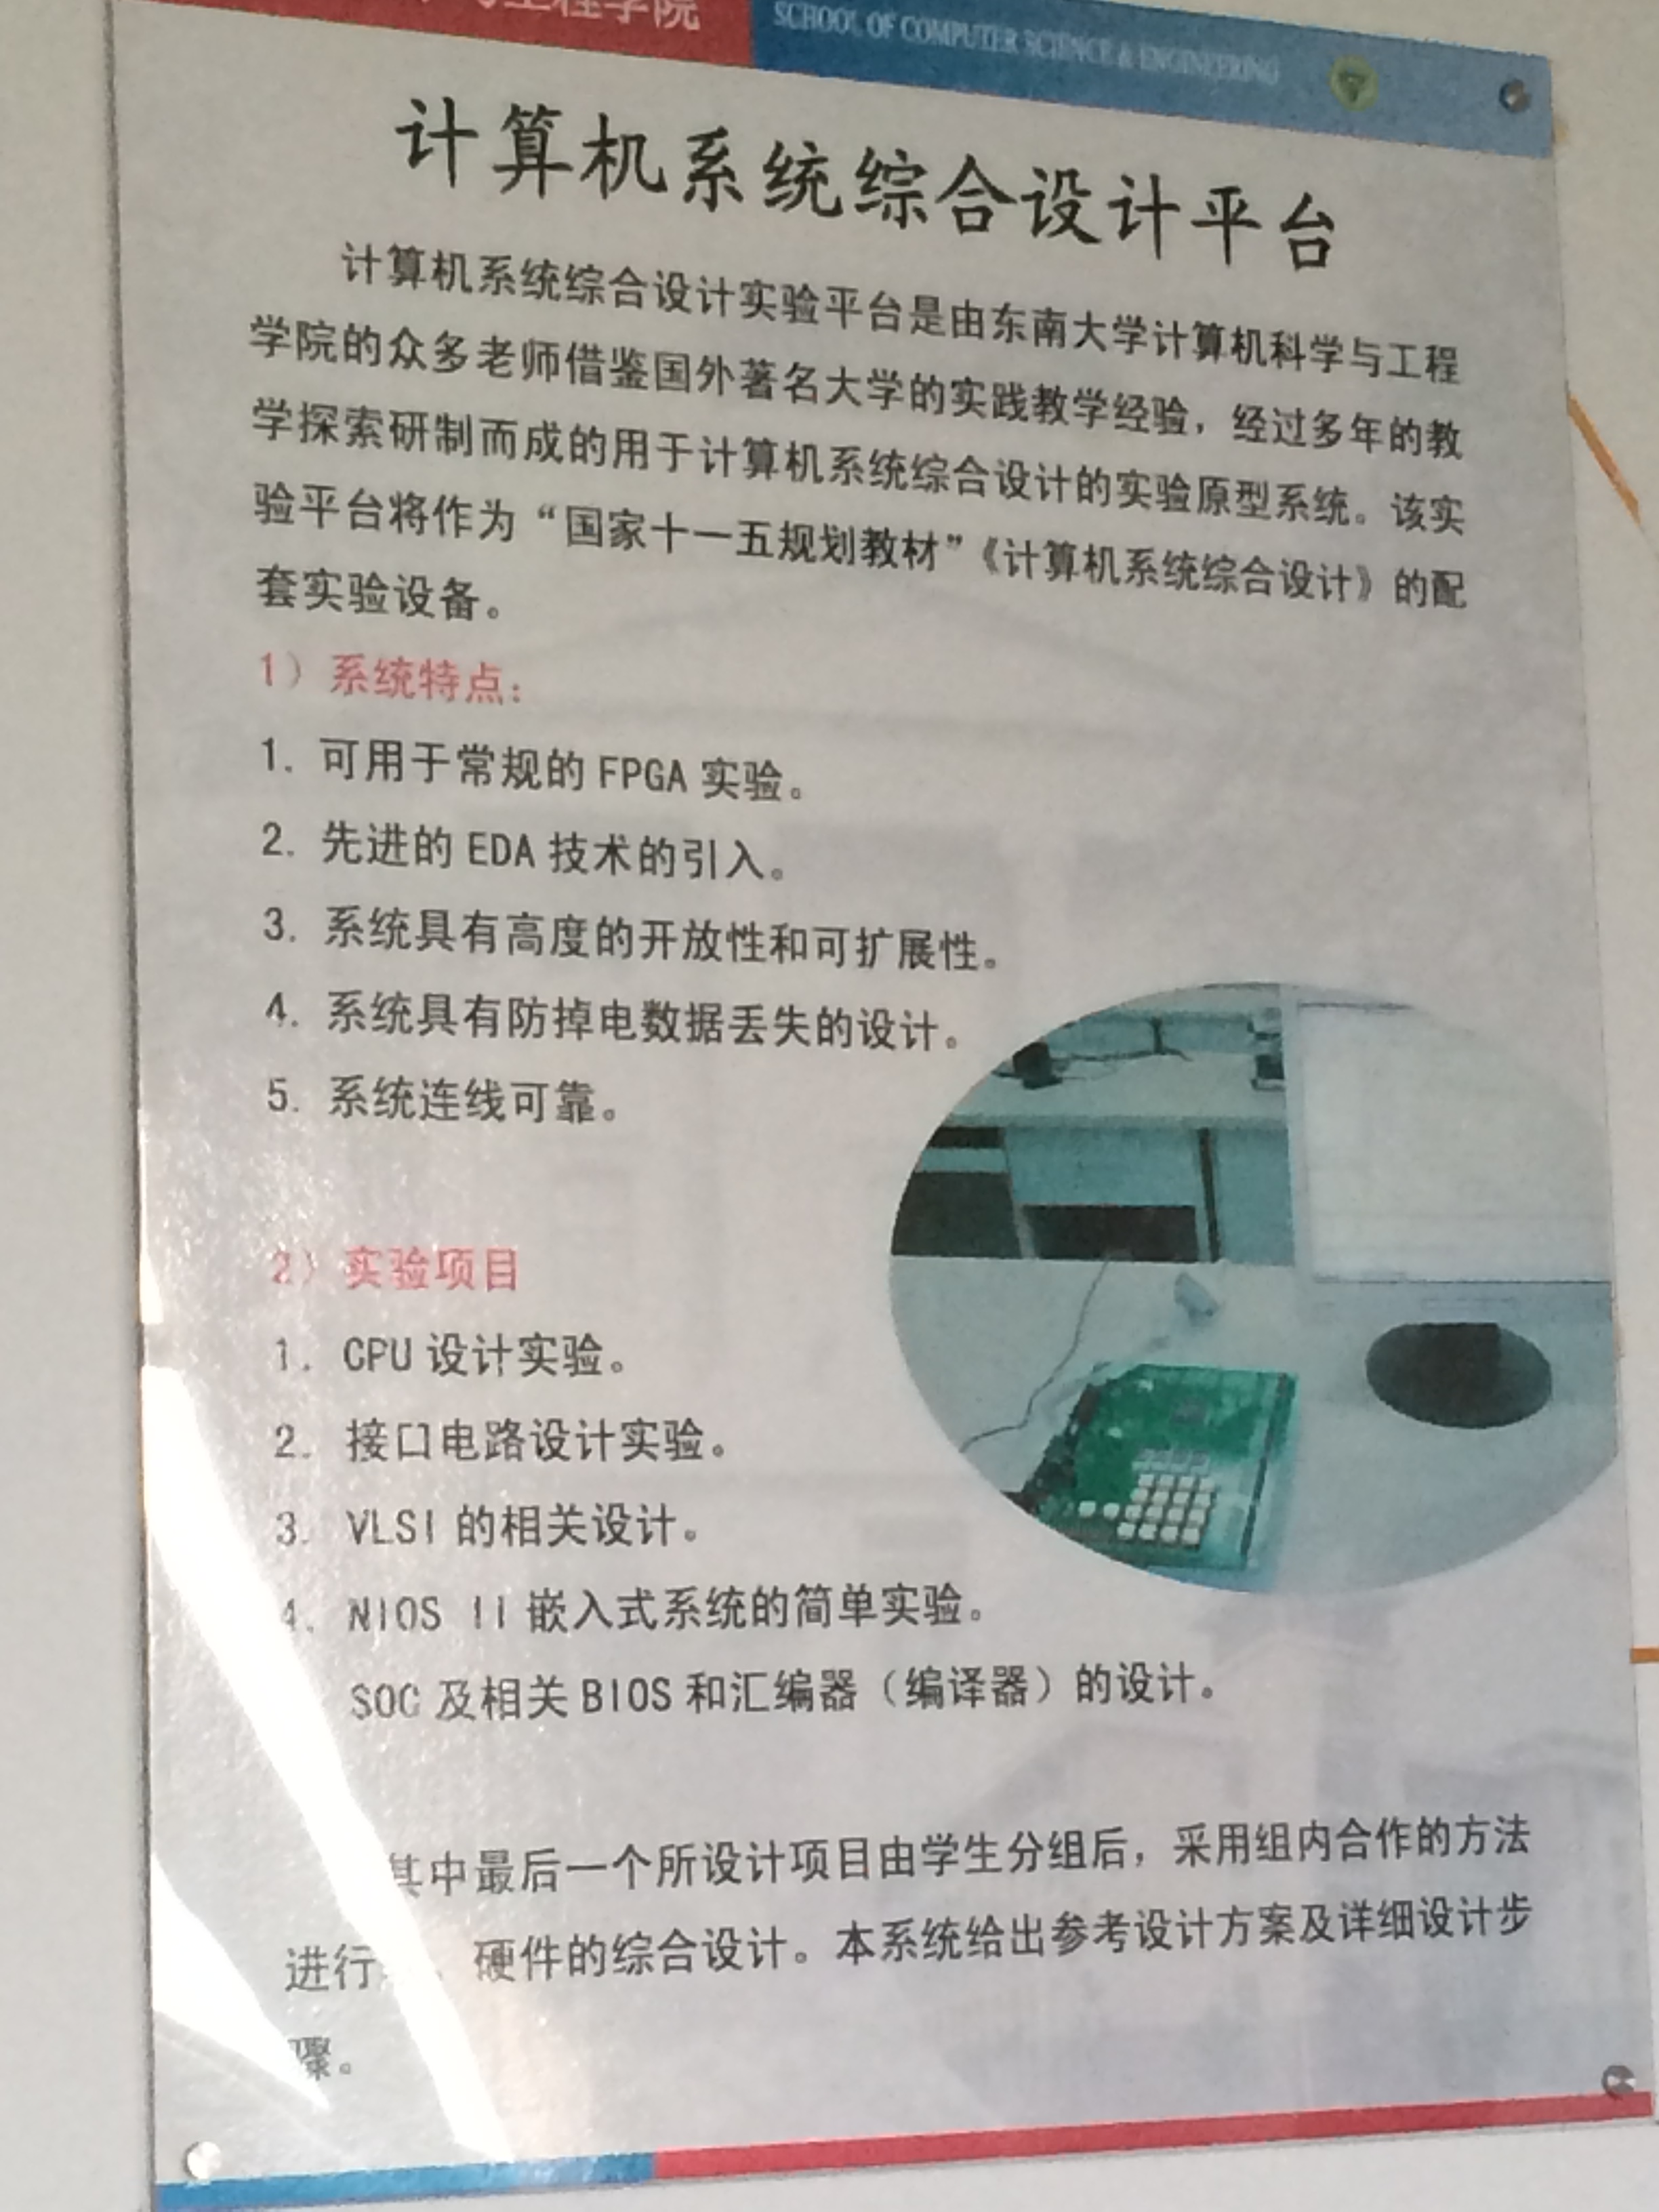 工程学院
SCHOOL OF COMPUTER SCIENCE & ENGINEERING
计算机系统综合设计平台
计算机系统综合设计实验平台是由东南大学计算机科学与工程
学院的众多老师借鉴国外著名大学的实践教学经验，经过多年的教
学探索研制而成的用于计算机系统综合设计的实验原型系统。该实
验平台将作为“国家十一五规划教材”《计算机系统综合设计》的配
套实验设备。
1）系统特点：
1. 可用于常规的 FPGA 实验。
2. 先进的 EDA 技术的引入。
3. 系统具有高度的开放性和可扩展性。
4. 系统具有防掉电数据丢失的设计。
5. 系统连线可靠。
2）实验项目
1. CPU 设计实验。
2. 接口电路设计实验。
3. VLSI 的相关设计。
4. NIOS II 嵌入式系统的简单实验。
SOC 及相关 BIOS 和汇编器（编译器）的设计。
其中最后一个所设计项目由学生分组后，采用组内合作的方法
进行 、硬件的综合设计。本系统给出参考设计方案及详细设计步
骤。